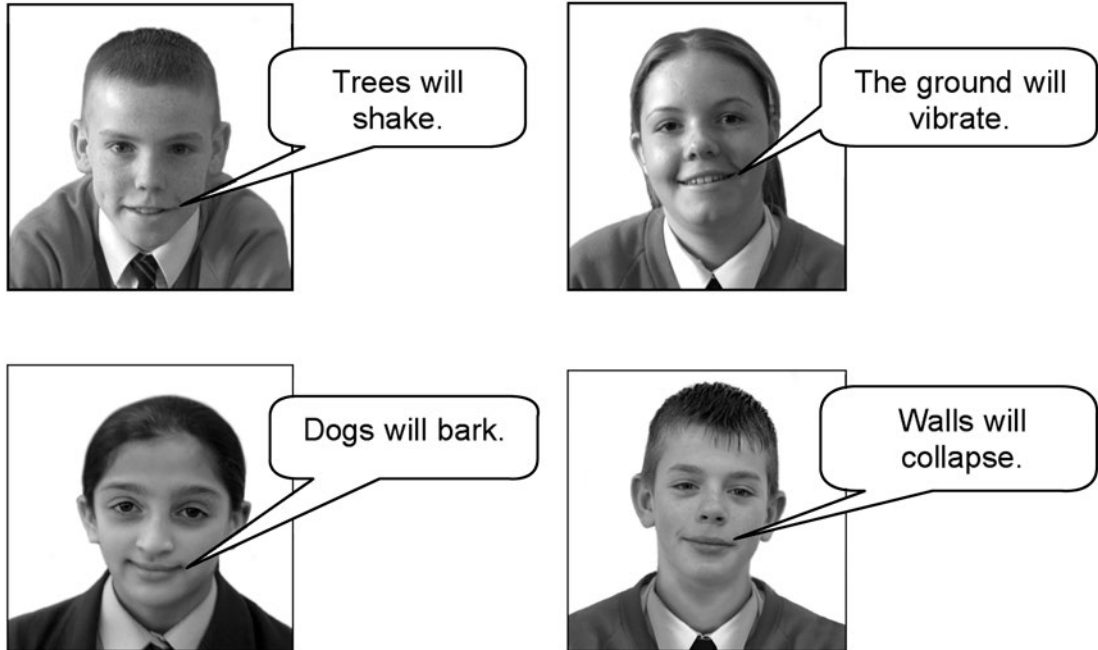 Trees will
shake.
The ground will
vibrate.
Dogs will bark.
Walls will
collapse.